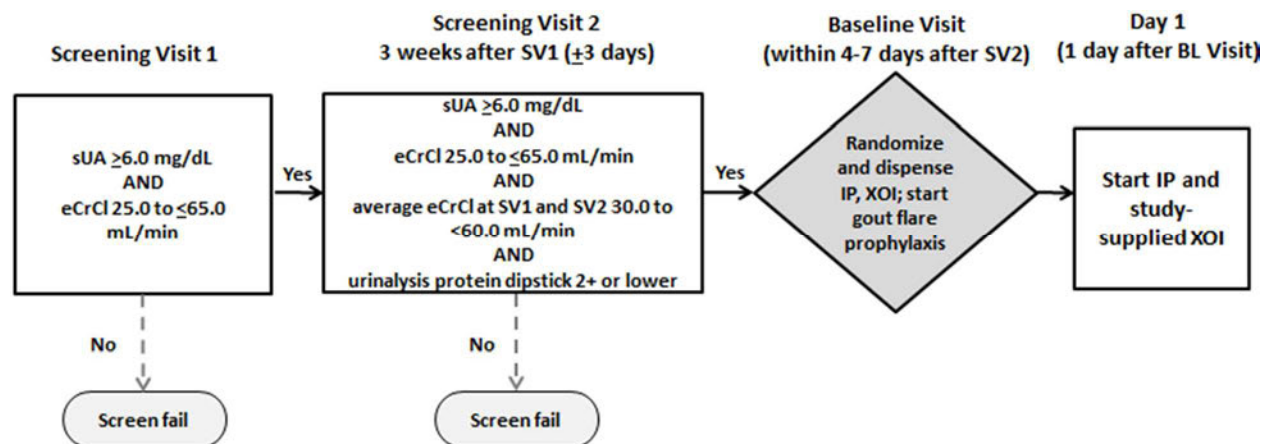 Screening Visit 1
sUA ≥6.0 mg/dL
AND
eCrCl 25.0 to ≤65.0
mL/min
Yes
No
Screen fail
Screening Visit 2
3 weeks after SV1 (±3 days)
sUA ≥6.0 mg/dL
AND
eCrCl 25.0 to ≤65.0 mL/min
AND
average eCrCl at SV1 and SV2 30.0 to
<60.0 mL/min
AND
urinalysis protein dipstick 2+ or lower
Yes
No
Screen fail
Baseline Visit
(within 4-7 days after SV2)
Randomize
and dispense
IP, XOI; start
gout flare
prophylaxis
Day 1
(1 day after BL Visit)
Start IP and
study-
supplied XOI